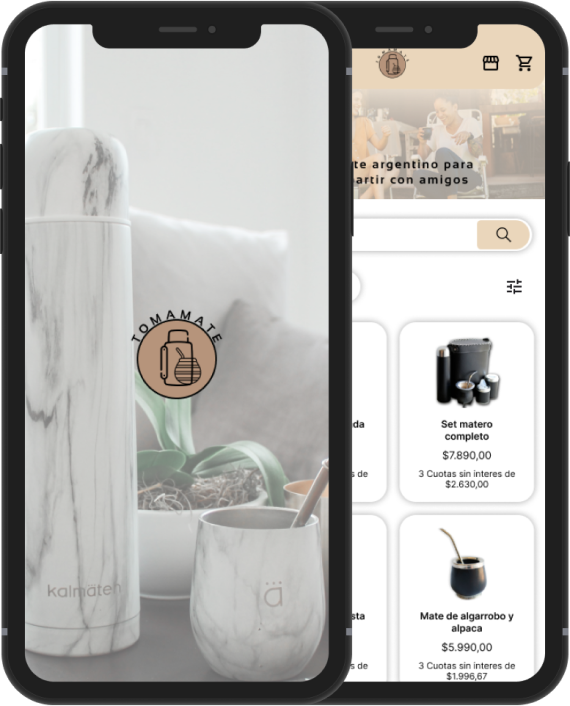 TOMAMATE
kalmäten
ä
te argentino para
artir con amigos
da
s de
Set matero
completo
$7.890,00
3 Cuotas sin interes de
$2.630,00
sta
s de
Mate de algarrobo y
alpaca
$5.990,00
3 Cuotas sin interes de
$1.996,67